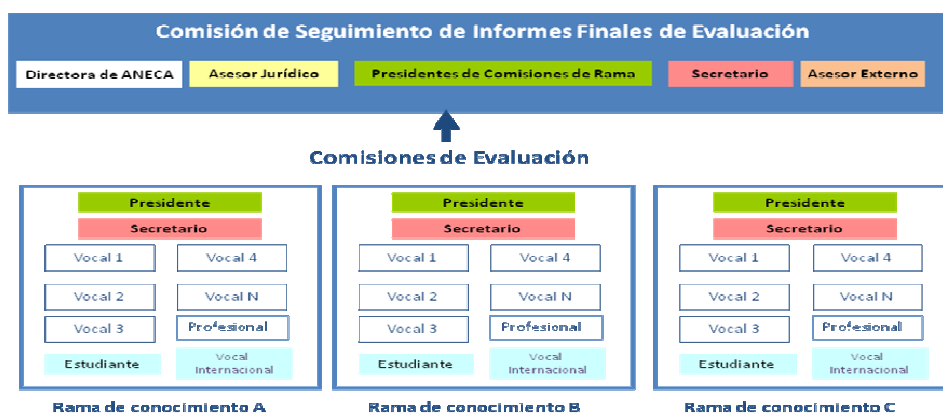 Comisión de Seguimiento de Informes Finales de Evaluación
Directora de ANECA
Asesor Jurídico
Presidentes de Comisiones de Rama
Secretario
Asesor Externo
Comisiones de Evaluación
Presidente
Secretario
Vocal 1
Vocal 4
Vocal 2
Vocal N
Vocal 3
Profesional
Estudiante
Vocal
Internacional
Rama de conocimiento A
Presidente
Secretario
Vocal 1
Vocal 4
Vocal 2
Vocal N
Vocal 3
Profesional
Estudiante
Vocal
Internacional
Rama de conocimiento B
Presidente
Secretario
Vocal 1
Vocal 4
Vocal 2
Vocal N
Vocal 3
Profesional
Estudiante
Vocal
Internacional
Rama de conocimiento C